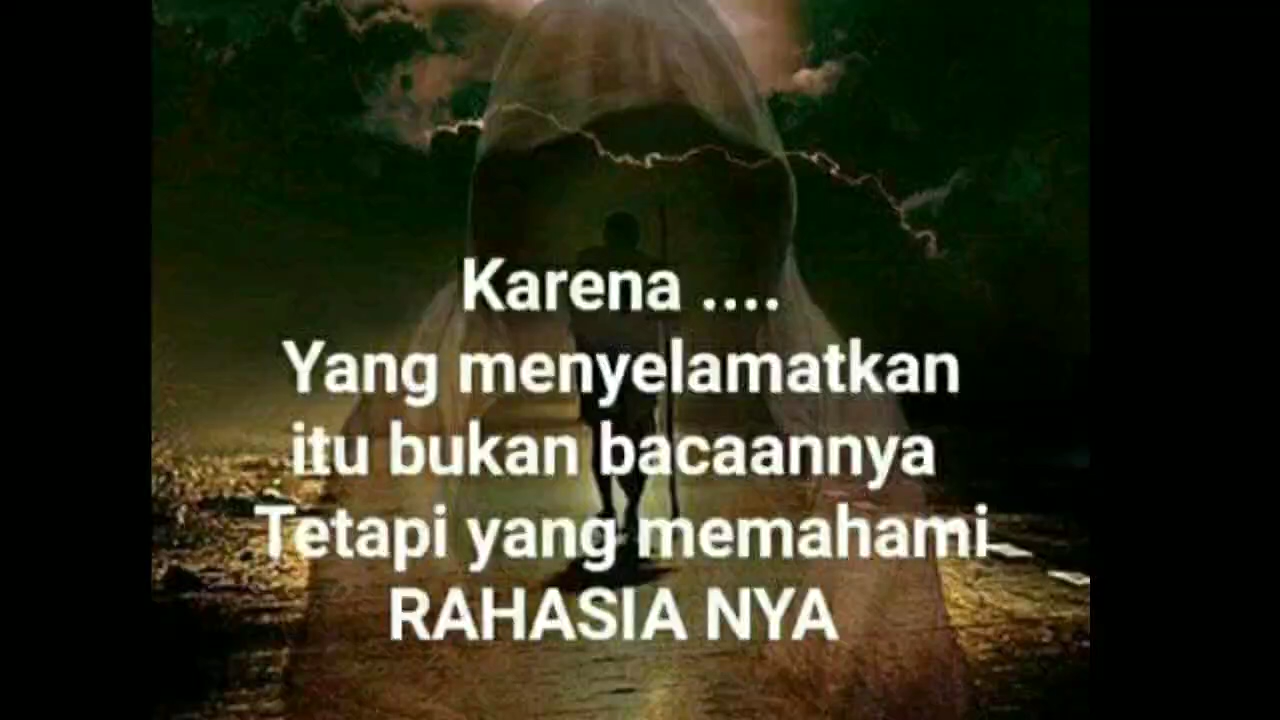 Karena ....
Yang menyelamatkan
itu bukan bacaannya
Tetapi yang memahami
RAHASIA NYA